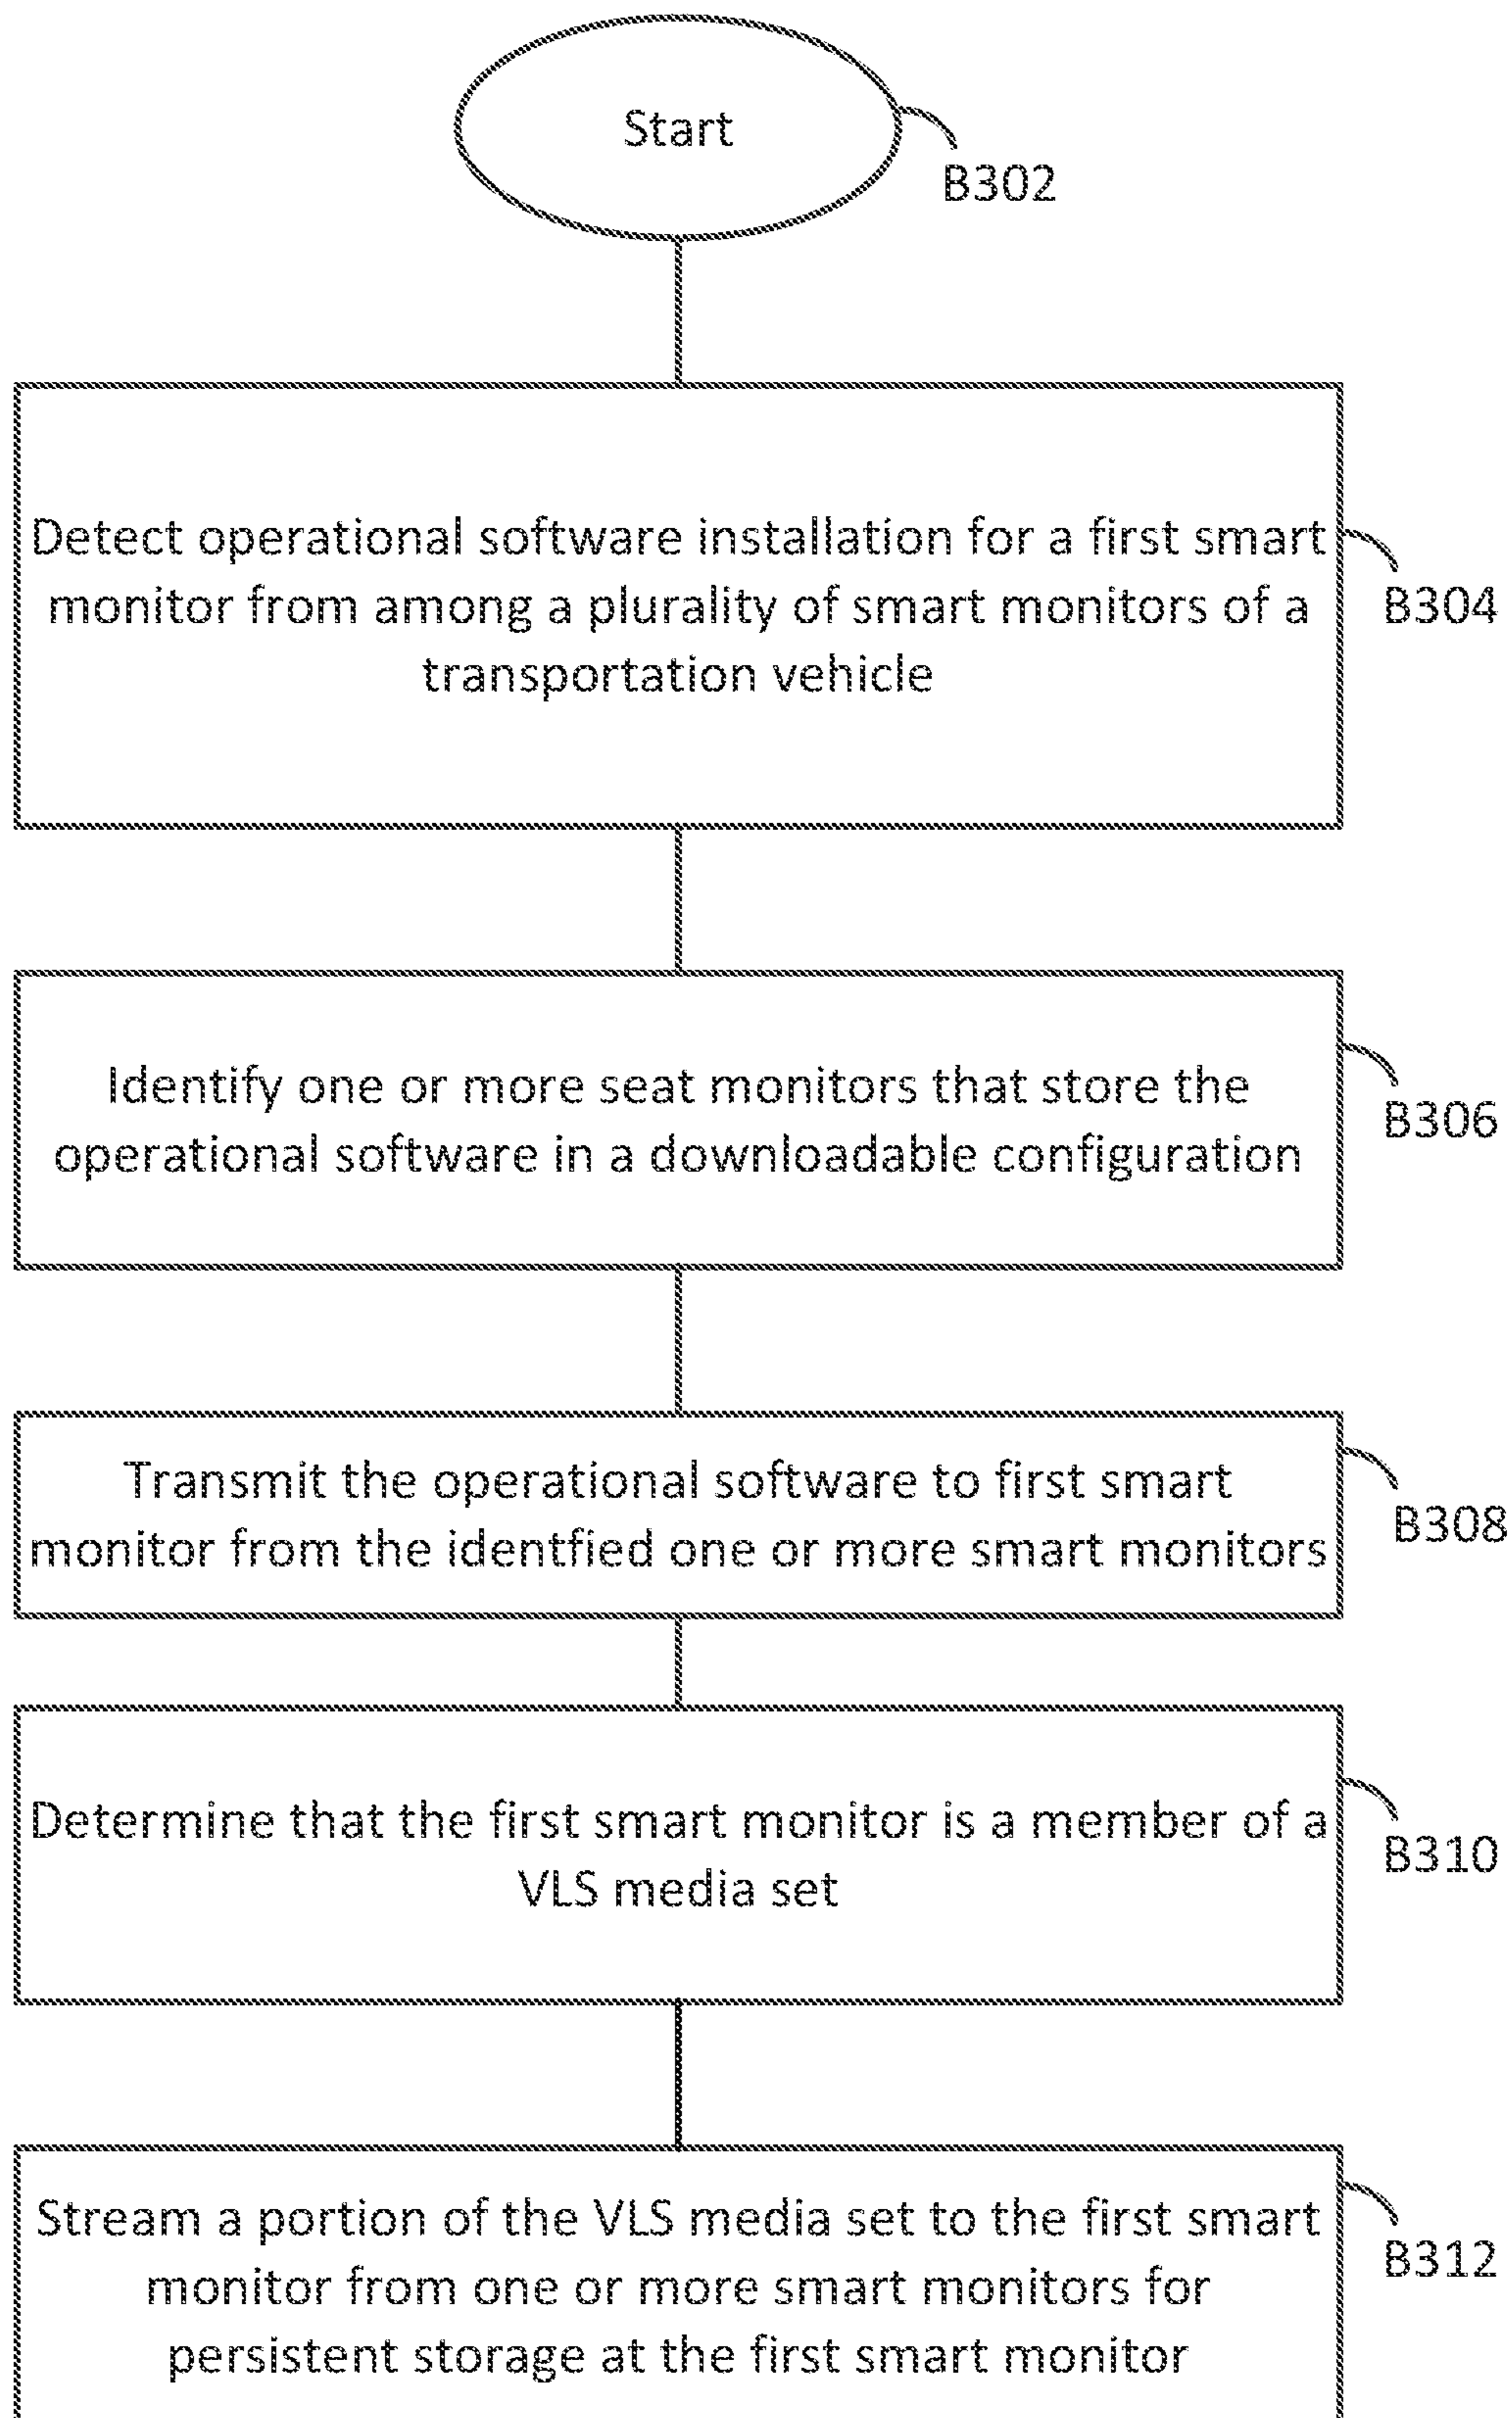 Start
B302
Detect operational software installation for a first smart
monitor from among a plurality of smart monitors of a
transportation vehicle
B304
Identify one or more seat monitors that store the
operational software in a downloadable configuration
B306
Transmit the operational software to first smart
monitor from the identfied one or more smart monitors
B308
Determine that the first smart monitor is a member of a
VLS media set
B310
Stream a portion of the VLS media set to the first smart
monitor from one or more smart monitors for
persistent storage at the first smart monitor
B312